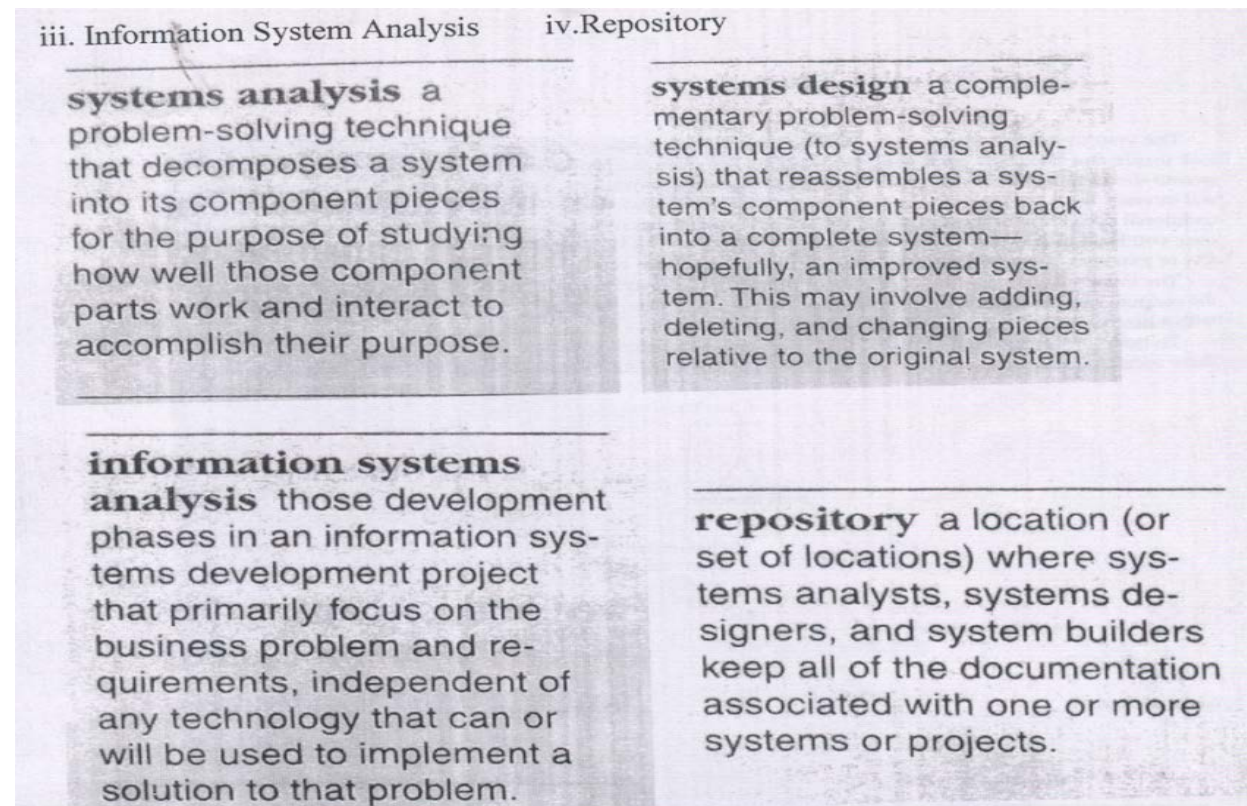 iii. Information System Analysis iv.Repository
systems analysis a
problem-solving technique
that decomposes a system
into its component pieces
for the purpose of studying
how well those component
parts work and interact to
accomplish their purpose.
systems design a comple-
mentary problem-solving
technique (to systems analy-
sis) that reassembles a sys-
tem's component pieces back
into a complete system—
hopefully, an improved sys-
tem. This may involve adding,
deleting, and changing pieces
relative to the original system.
information systems
analysis those development
phases in an information sys-
tems development project
that primarily focus on the
business problem and re-
quirements, independent of
any technology that can or
will be used to implement a
solution to that problem.
repository a location (or
set of locations) where sys-
tems analysts, systems de-
signers, and system builders
keep all of the documentation
associated with one or more
systems or projects.